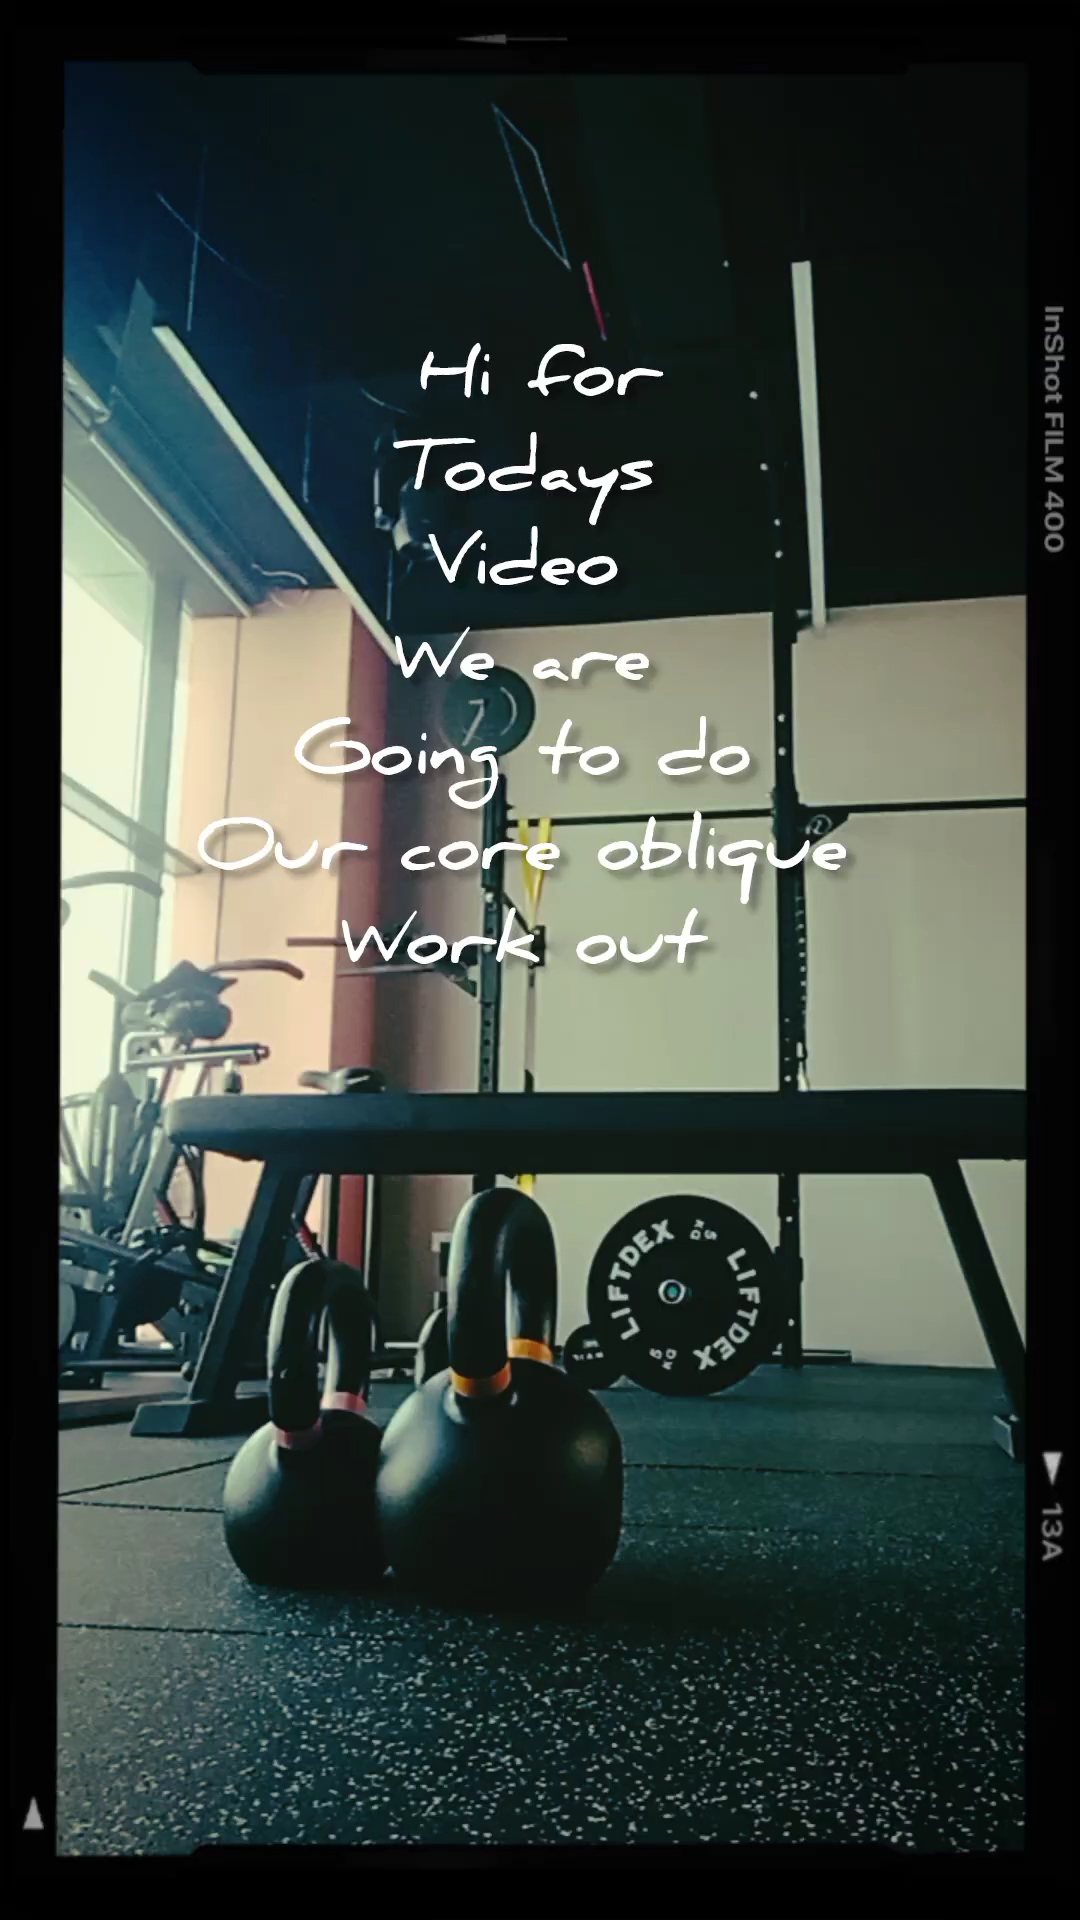 Hi for
Todays
Video
We are
Going to do
Our core oblique
Work out
LIFTDEX
LIFTDEX
InShot FILM 400
13A